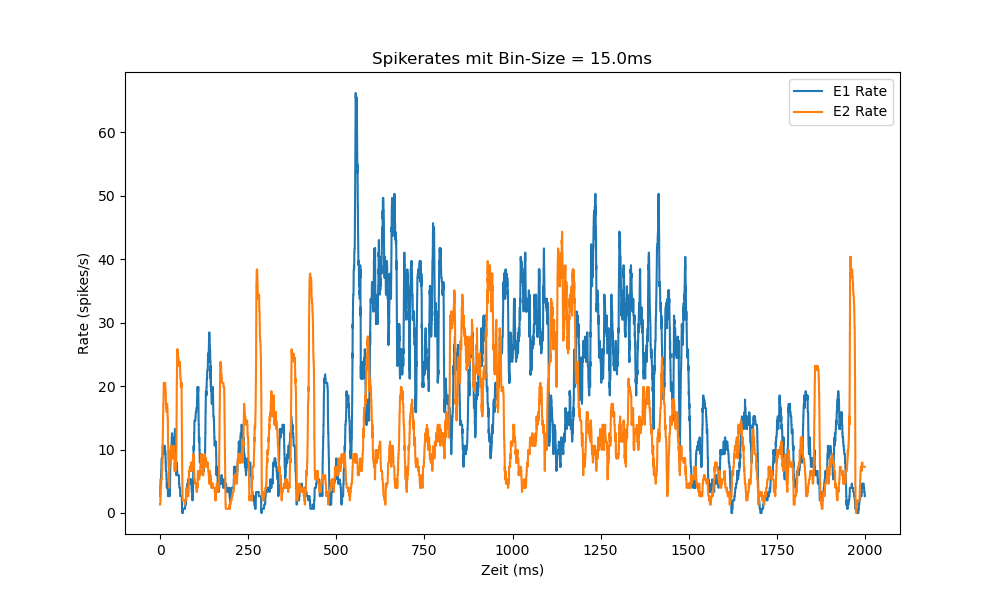 Spikerates mit Bin-Size = 15.0ms
E1 Rate
E2 Rate
Rate (spikes/s)
60
50
40
30
20
10
0
0 250 500 750 1000 1250 1500 1750 2000
Zeit (ms)